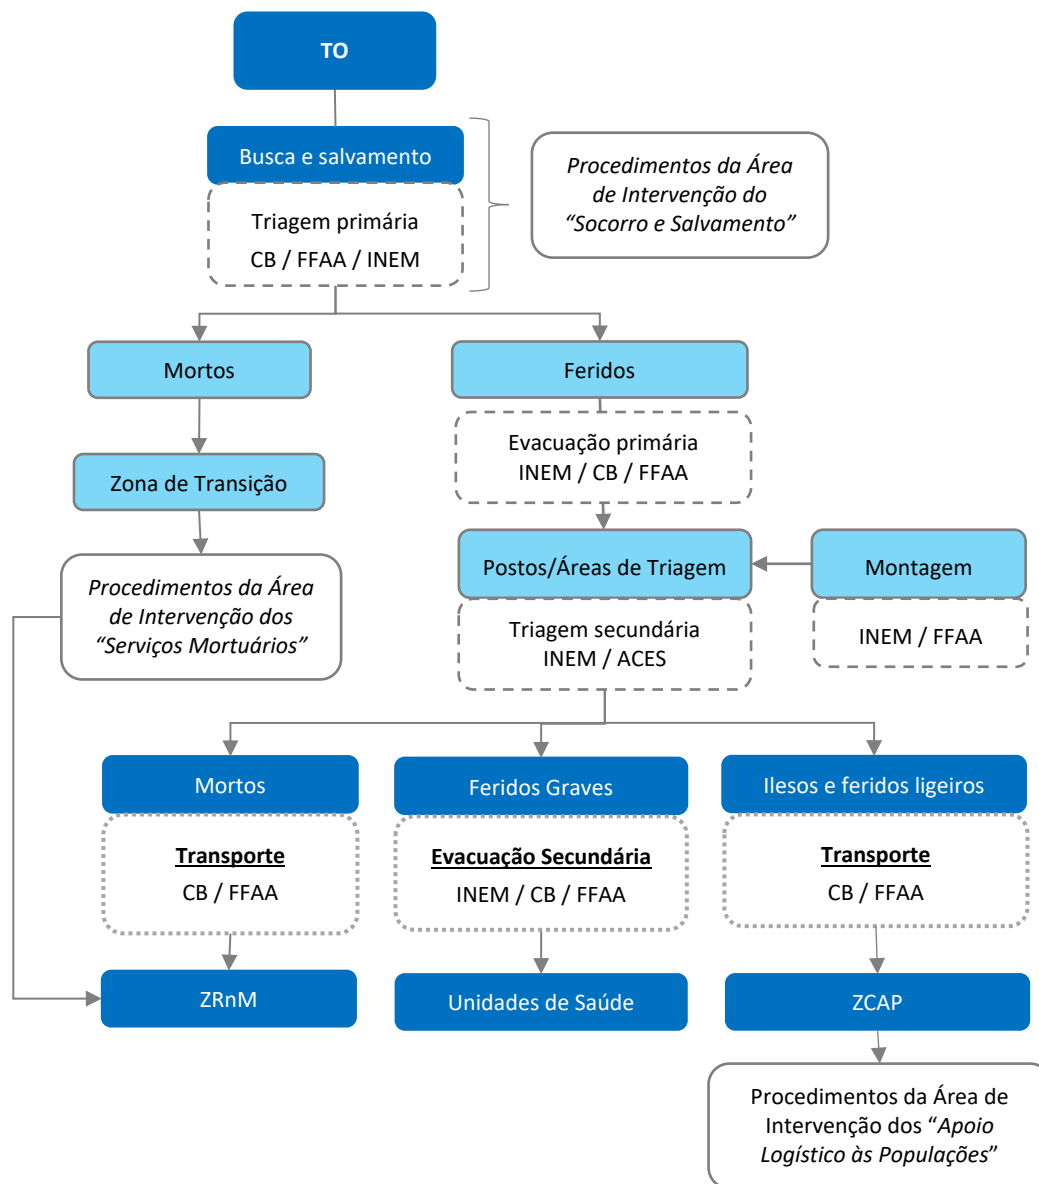 TO
Busca e salvamento
Triagem primária
CB / FFAA / INEM
Procedimentos da Área
de Intervenção do
“Socorro e Salvamento”
Mortos
Feridos
Evacuação primária
INEM / CB / FFAA
Zona de Transição
Postos/Áreas de Triagem
Montagem
Procedimentos da Área
de Intervenção dos
“Serviços Mortuários”
Triagem secundária
INEM / ACES
INEM / FFAA
Mortos
Feridos Graves
Ilesos e feridos ligeiros
Transporte
CB / FFAA
Evacuação Secundária
INEM / CB / FFAA
Transporte
CB / FFAA
ZRnM
Unidades de Saúde
ZCAP
Procedimentos da Área de
Intervenção dos “Apoio
Logístico às Populações”